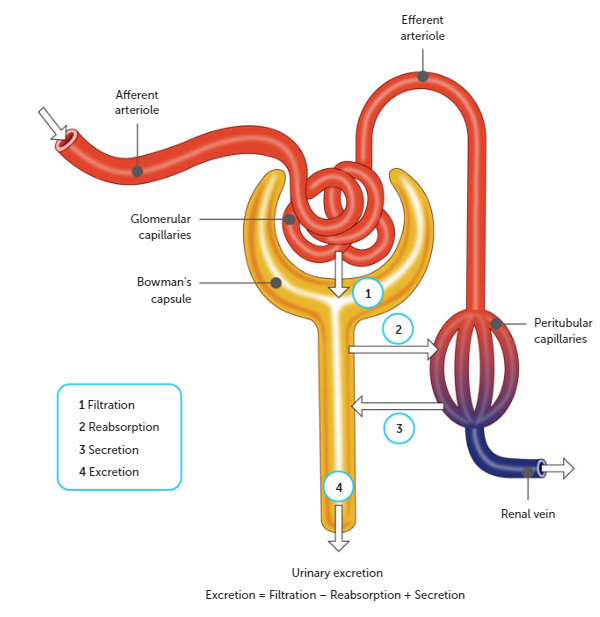 Efferent
arteriole
Afferent
arteriole
Glomerular
capillaries
Bowman's
capsule
1
2
Peritubular
capillaries
1 Filtration
2 Reabsorption
3 Secretion
4 Excretion
3
4
Renal vein
Urinary excretion
Excretion = Filtration – Reabsorption + Secretion